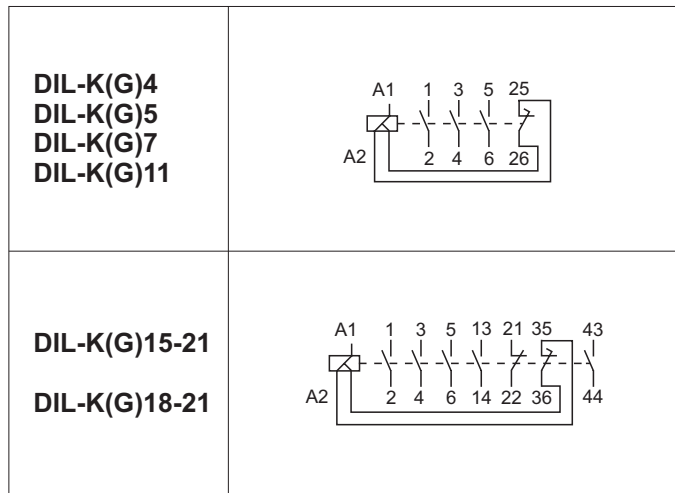 DIL-K(G)4
DIL-K(G)5
DIL-K(G)7
DIL-K(G)11
A1 1 3 5 25
A2 2 4 6 26
DIL-K(G)15-21
DIL-K(G)18-21
A1 1 3 5 13 21 35 43
A2 2 4 6 14 22 36 44